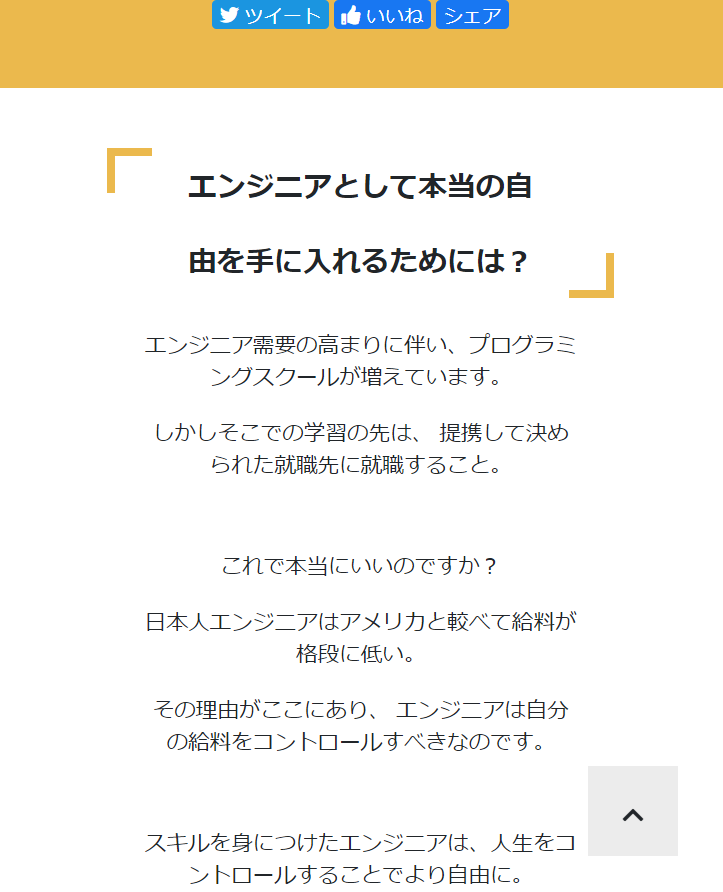 ツイート いいね シェア
エンジニアとして本当の自
由を手に入れるためには？
エンジニア需要の高まりに伴い、プログラミ
ングスクールが増えています。
しかしそこでの学習の先は、 提携して決め
られた就職先に就職すること。
これで本当にいいのですか？
日本人エンジニアはアメリカと較べて給料が
格段に低い。
その理由がここにあり、 エンジニアは自分
の給料をコントロールすべきなのです。
スキルを身につけたエンジニアは、人生をコ
ントロールすることでより自由に。